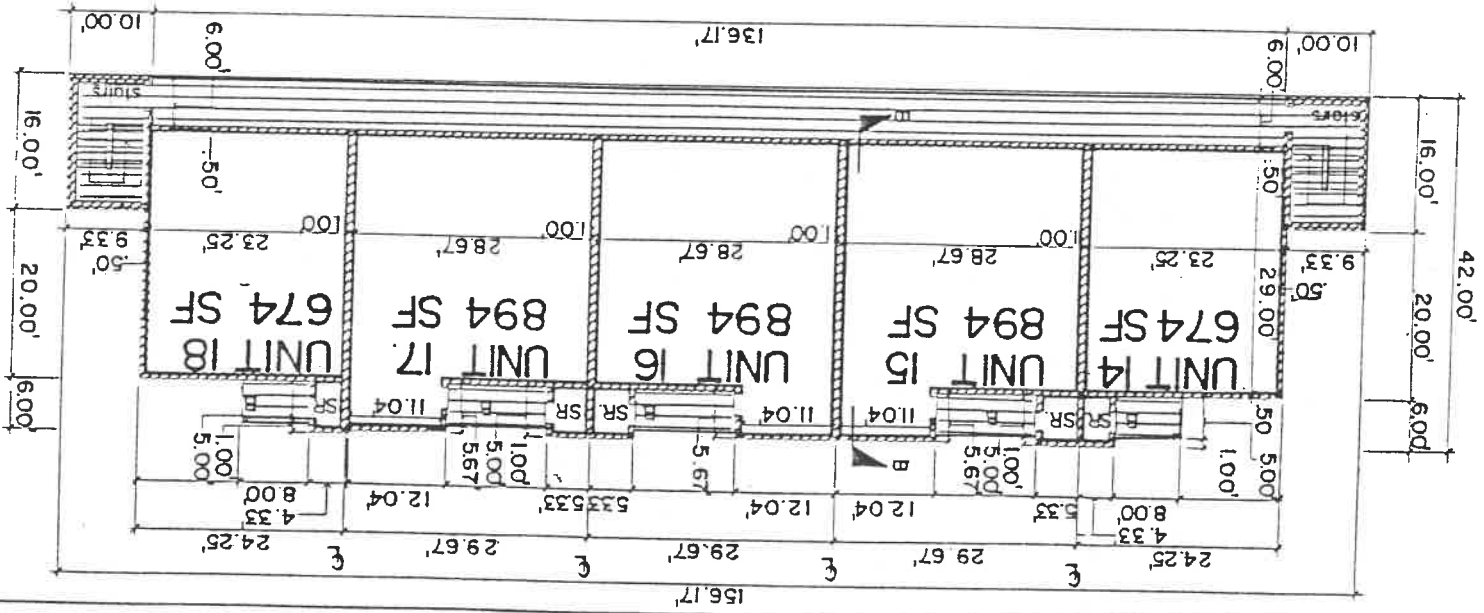 156.17'
℄ ℄ ℄ ℄
24.25' 29.67' 29.67' 29.67' 24.25'
4.33 4.33'
8.00' 5.33' 12.04' 12.04' 5.33 5.33' 12.04' 8.00'
5.00' 1.00' 1.00' 5.00' 5.67 5.67 1.00' 5.00' 5.67 1.00' 5.00'
6.00' .50 B 6.00'
SR SR B 11.04' 11.04' B SR SR B 11.04' SR B
UNIT 14
674 SF
UNIT 15
894 SF
UNIT 16
894 SF
UNIT 17.
894 SF
UNIT 18
674 SF
42.00' 20.00' 29.00' 20.00'
.50' .50'
9.33' 23.25' 1.00' 28.67' 1.00' 28.67' 1.00' 28.67' 1.00' 23.25' 9.33'
16.00' .50' .50' 16.00'
stairs B stairs
6.00' 6.00'
10.00' 136.17' 10.00'